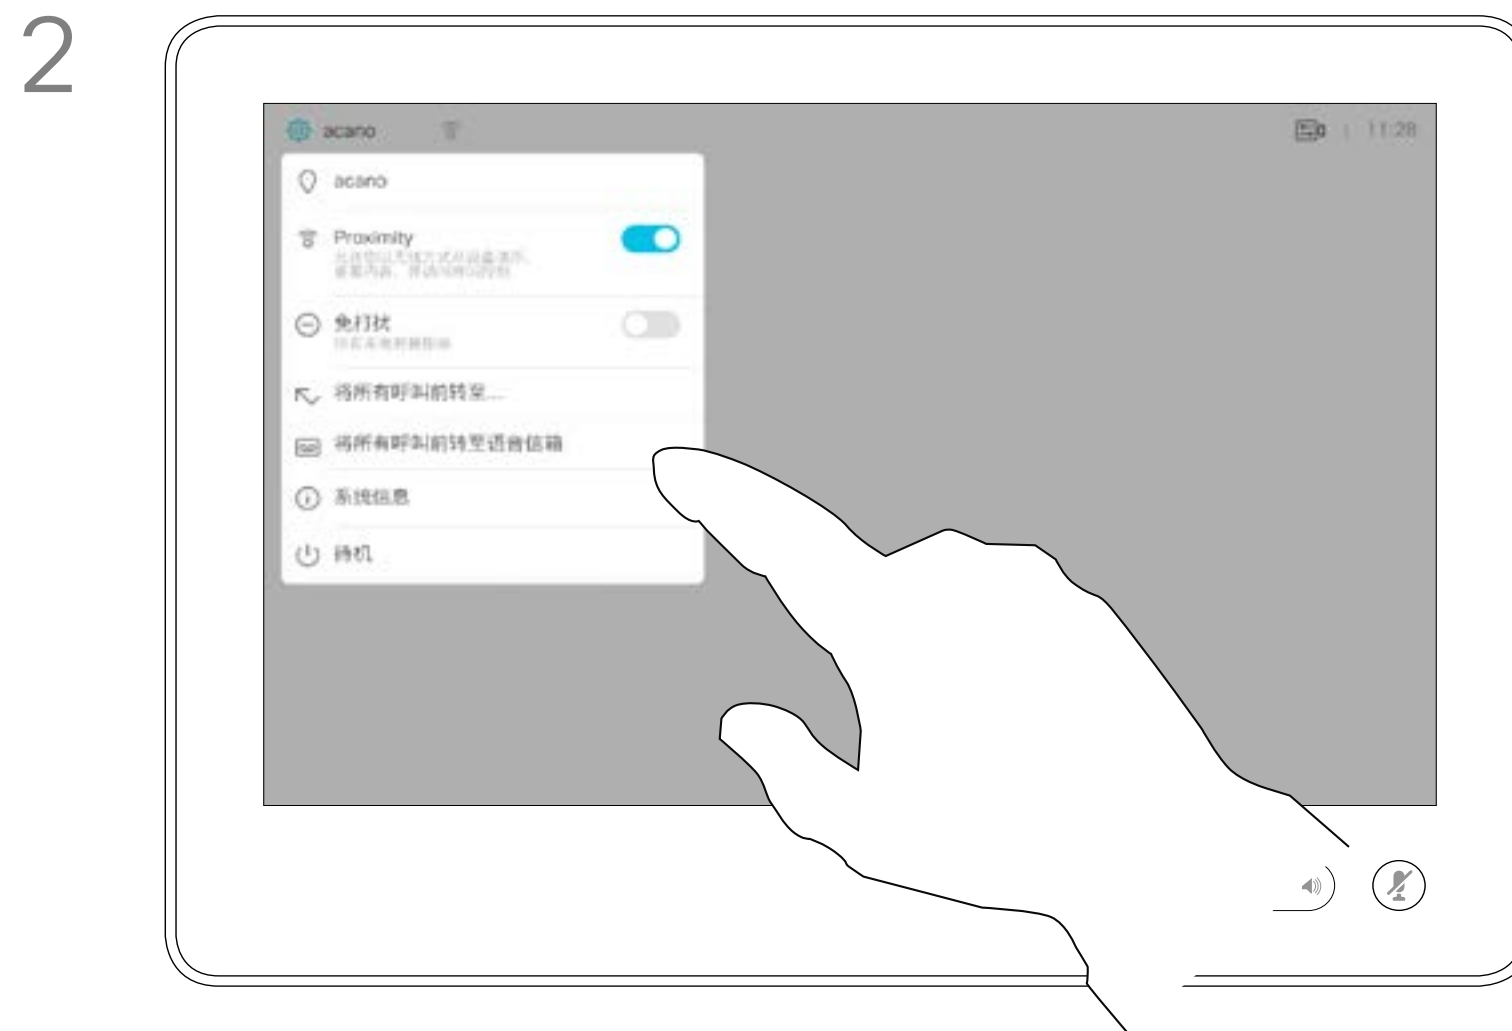 2
acano
11:28
acano
Proximity
免打扰
将所有呼叫前转至...
将所有呼叫前转至语音信箱
系统信息
待机